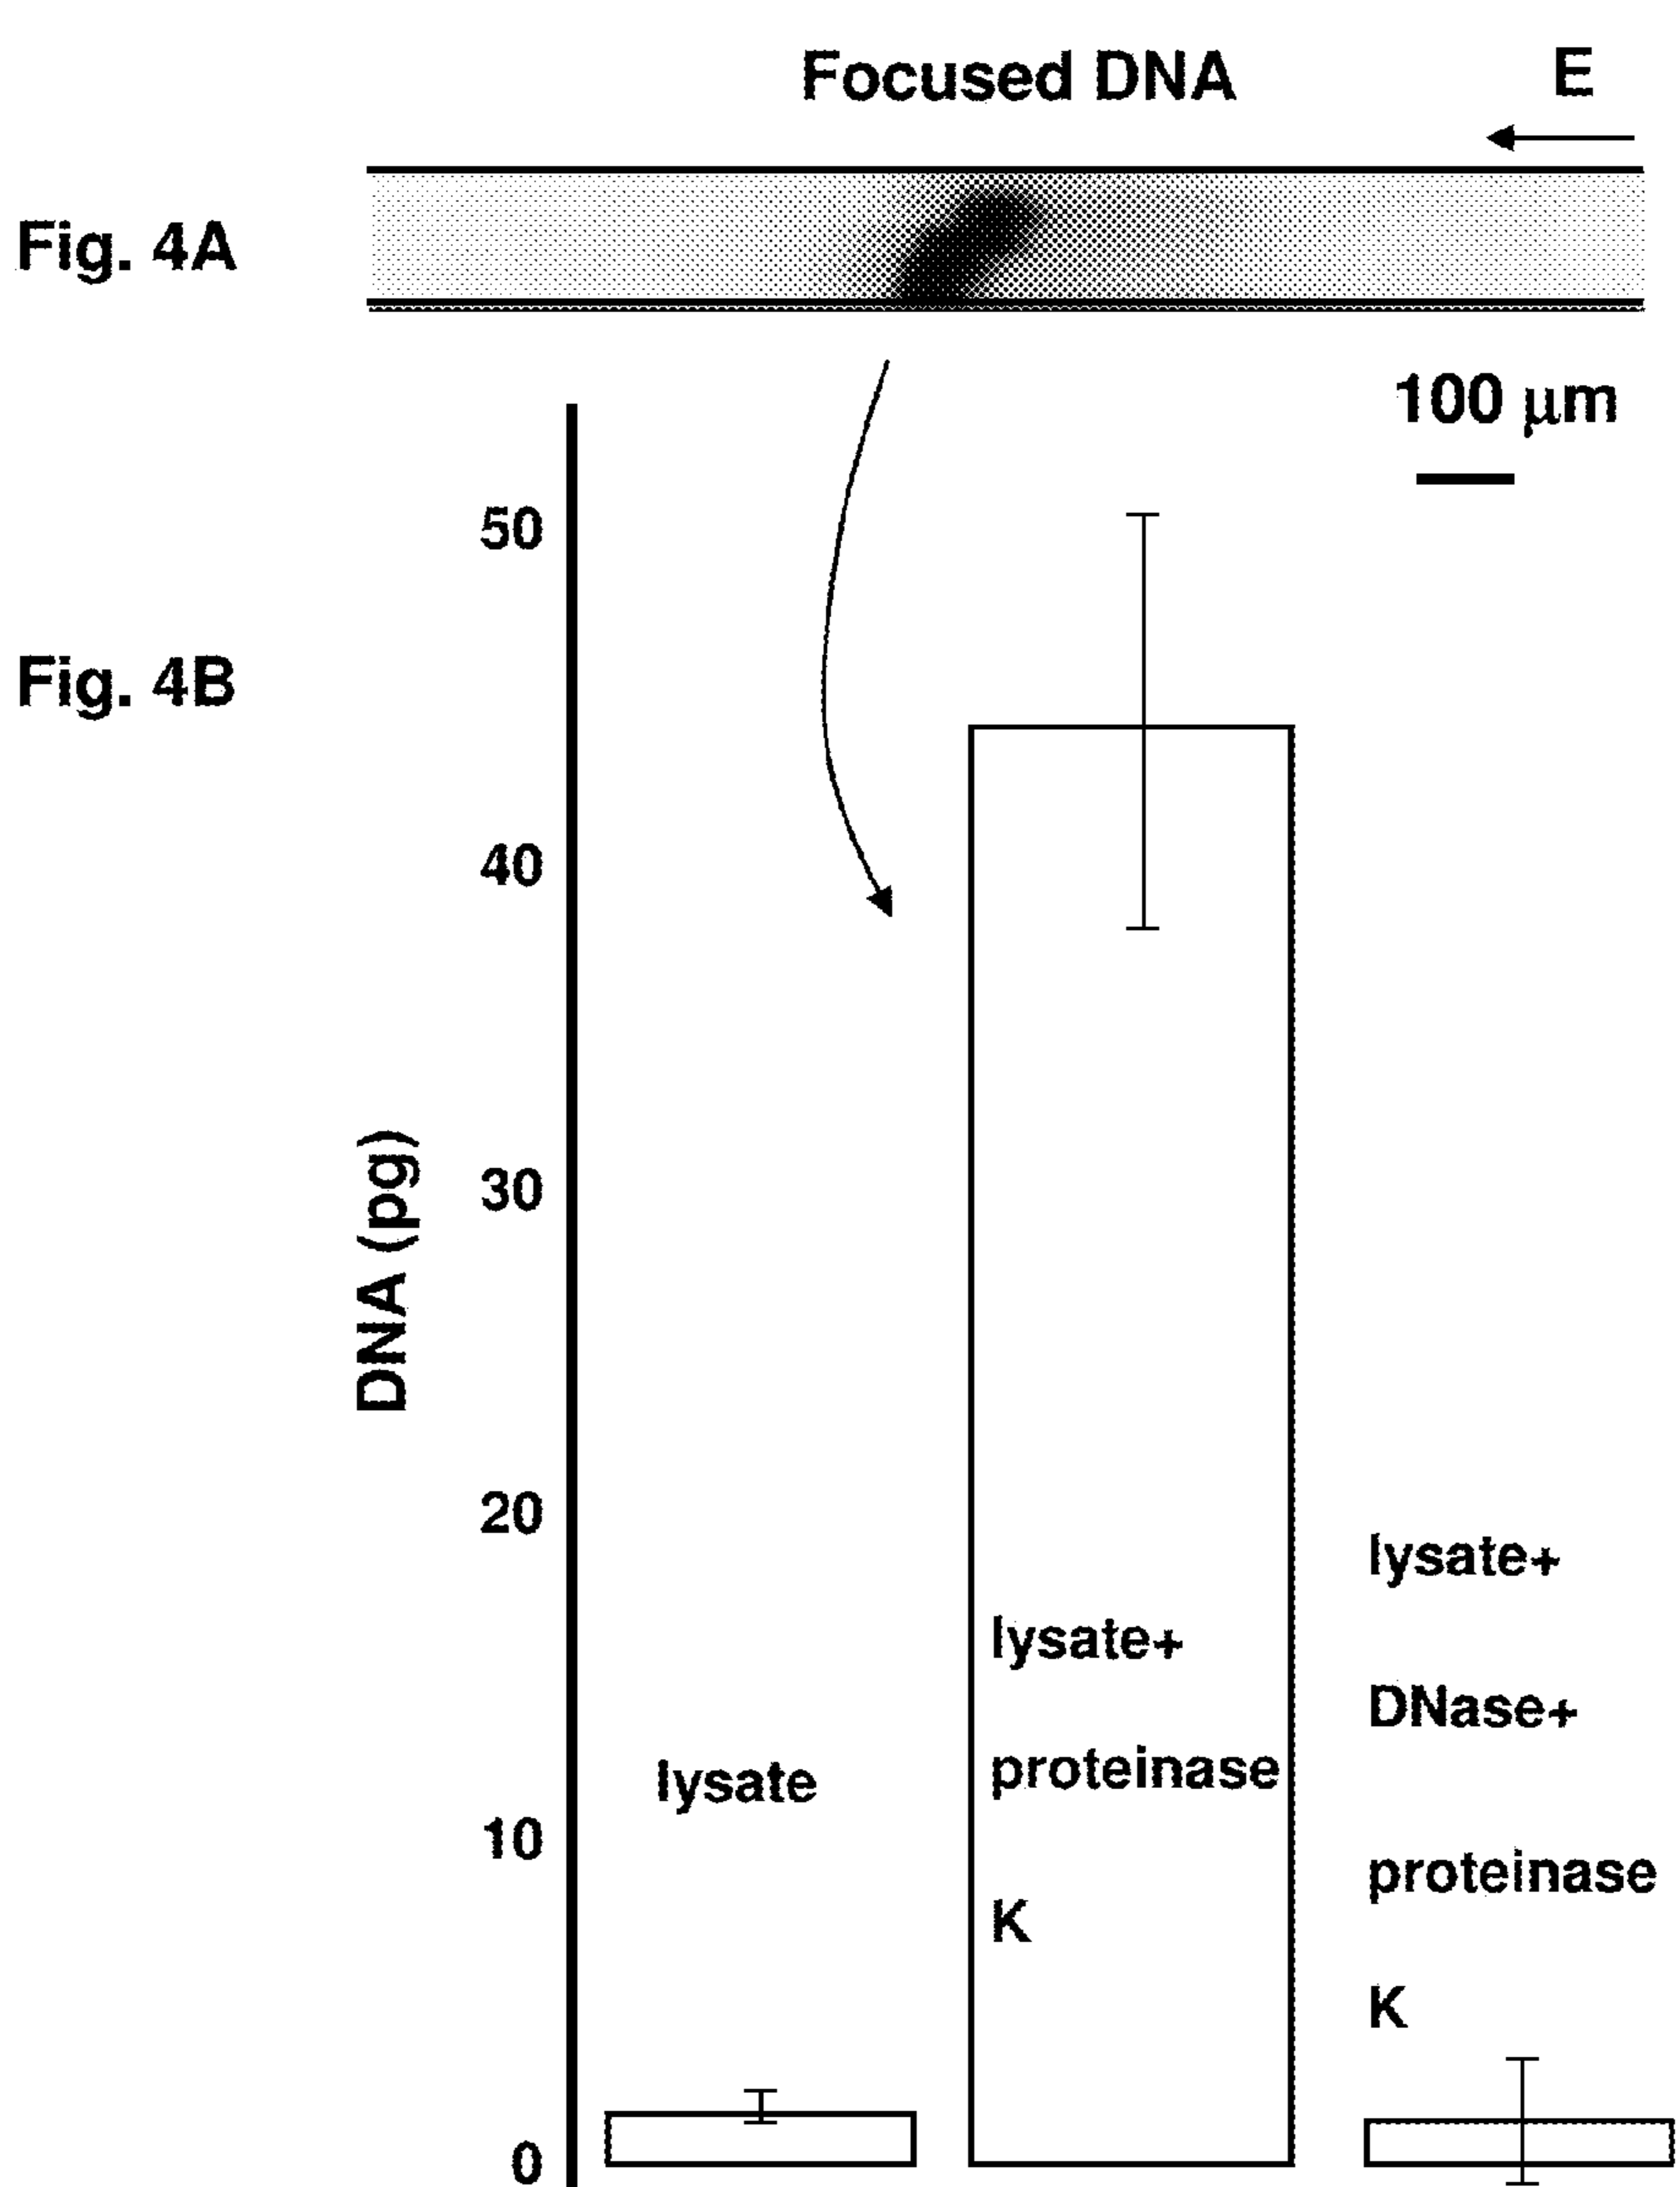 Focused DNA
E
Fig. 4A
100 μm
Fig. 4B
50
40
30
20
10
0
DNA (pg)
lysate
lysate+
proteinase
K
lysate+
DNase+
proteinase
K